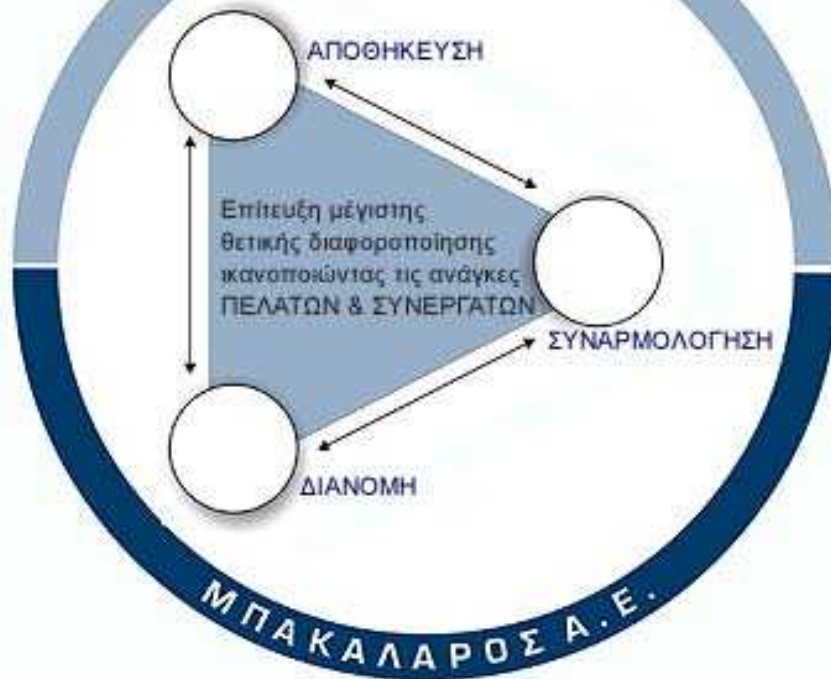 ΑΠΟΘΗΚΕΥΣΗ
Επίτευξη μέγιστης
θετικής διαφοροποίησης
ικανοποιώντας τις ανάγκες
ΠΕΛΑΤΩΝ & ΣΥΝΕΡΓΑΤΩΝ
ΣΥΝΑΡΜΟΛΟΓΗΣΗ
ΔΙΑΝΟΜΗ
ΜΠΑΚΑΛΑΡΟΣ Α.Ε.